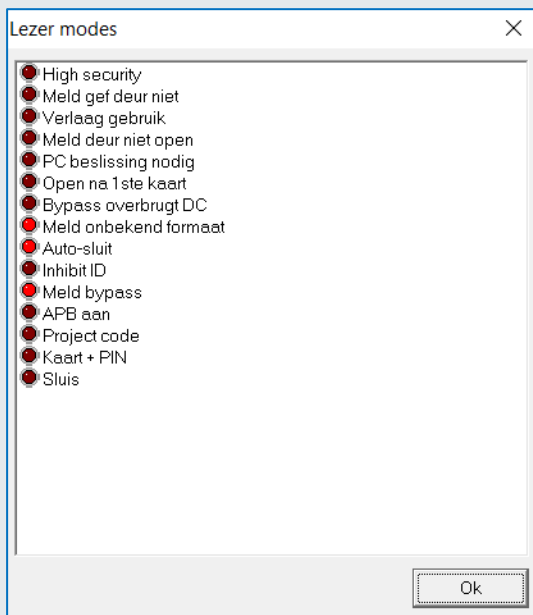 Lezer modes
High security
Meld gef deur niet
Verlaag gebruik
Meld deur niet open
PC beslissing nodig
Open na 1ste kaart
Bypass overbrugt DC
Meld onbekend formaat
Auto-sluit
Inhibit ID
Meld bypass
APB aan
Project code
Kaart + PIN
Sluis
Ok